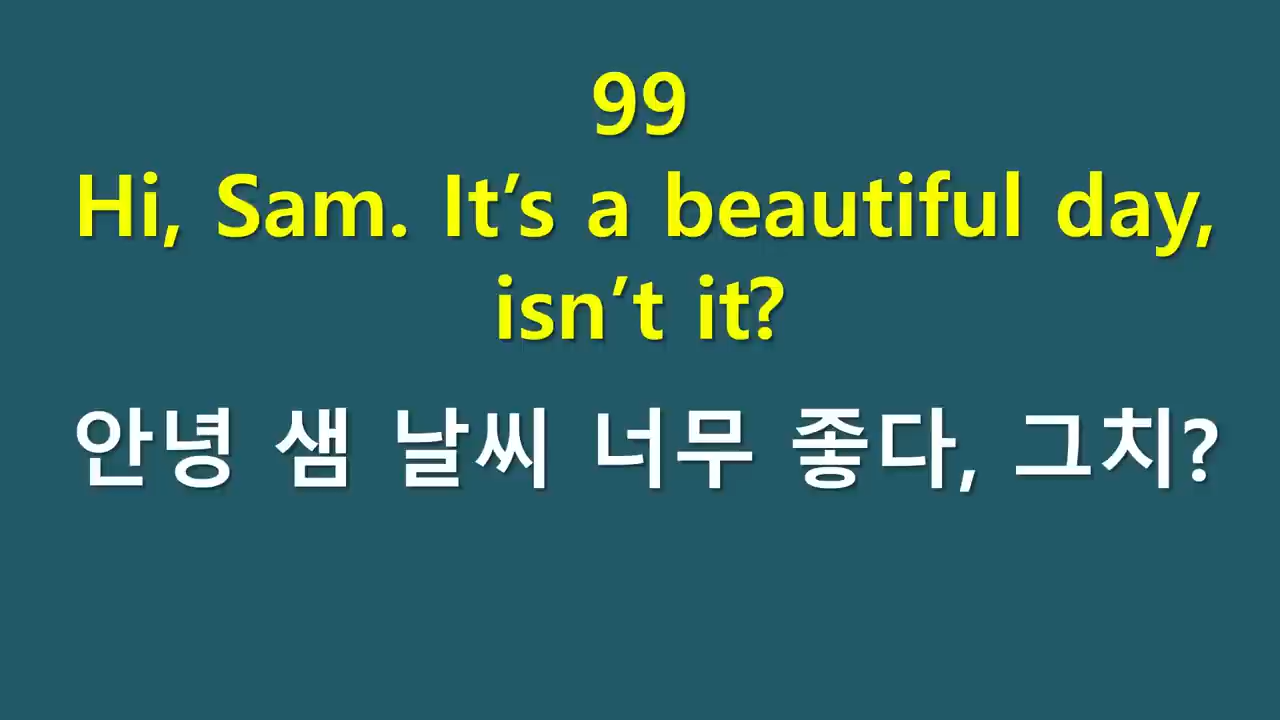 99
Hi, Sam. It’s a beautiful day,
isn’t it?
안녕 샘 날씨 너무 좋다, 그치?